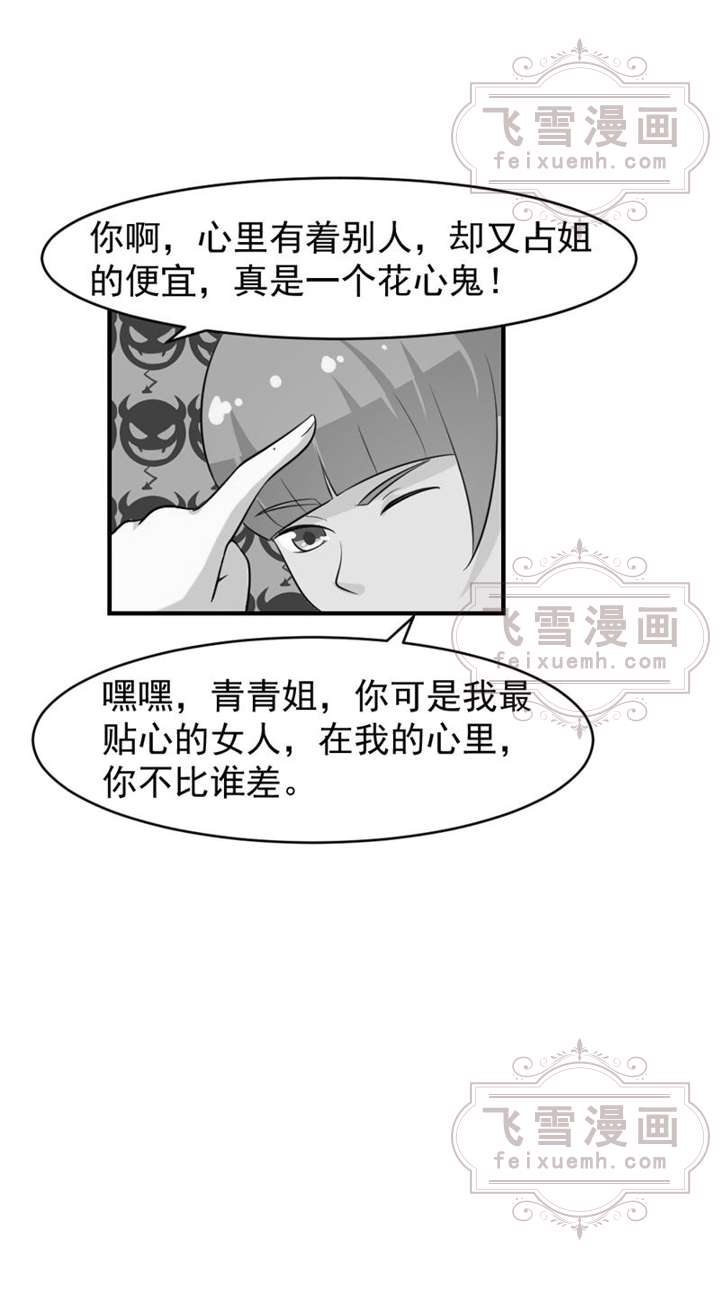 飞雪漫画
feixuemh.com
你啊，心里有着别人，却又占姐
的便宜，真是一个花心鬼！
飞雪漫画
feixuemh.com
嘿嘿，青青姐，你可是我最
贴心的女人，在我的心里，
你不比谁差。
飞雪漫画
feixuemh.com